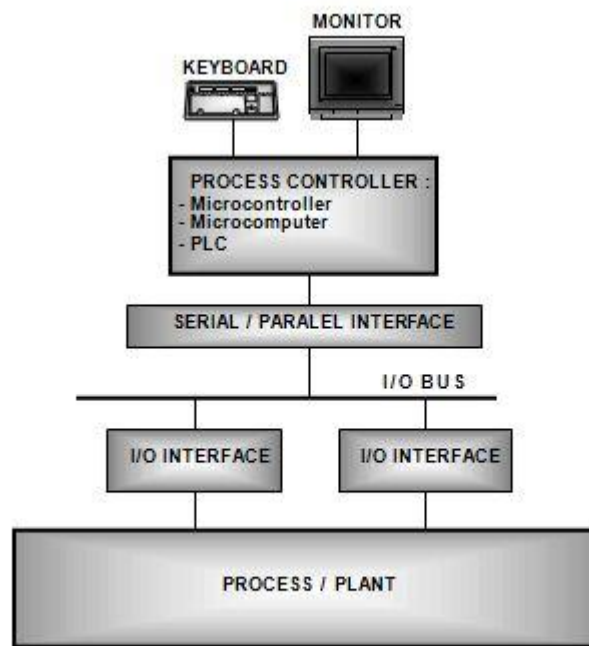 MONITOR
KEYBOARD
PROCESS CONTROLLER :
- Microcontroller
- Microcomputer
- PLC
SERIAL / PARALEL INTERFACE
I/O BUS
I/O INTERFACE
I/O INTERFACE
PROCESS / PLANT